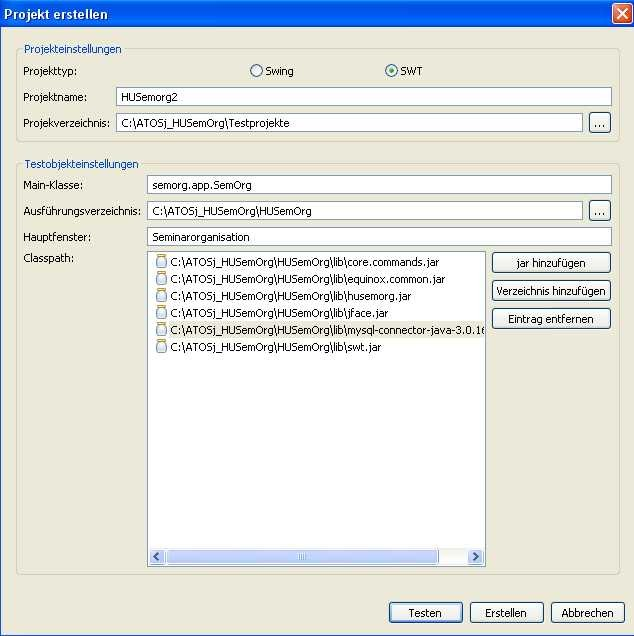 Projekt erstellen
Projekteinstellungen
Projekttyp: Swing SWT
Projektname: HUSemorg2
Projekverzeichnis: C:\ATOSj_HUSemOrg\Testprojekte ...
Testobjekteinstellungen
Main-Klasse: semorg.app.SemOrg
Ausführungsverzeichnis: C:\ATOSj_HUSemOrg\HUSemOrg ...
Hauptfenster: Seminarorganisation
Classpath: C:\ATOSj_HUSemOrg\HUSemOrg\lib\core.commands.jar jar hinzufügen
C:\ATOSj_HUSemOrg\HUSemOrg\lib\equinox.common.jar
C:\ATOSj_HUSemOrg\HUSemOrg\lib\husemorg.jar Verzeichnis hinzufügen
C:\ATOSj_HUSemOrg\HUSemOrg\lib\jface.jar Eintrag entfernen
C:\ATOSj_HUSemOrg\HUSemOrg\lib\mysql-connector-java-3.0.16
C:\ATOSj_HUSemOrg\HUSemOrg\lib\swt.jar
Testen Erstellen Abbrechen